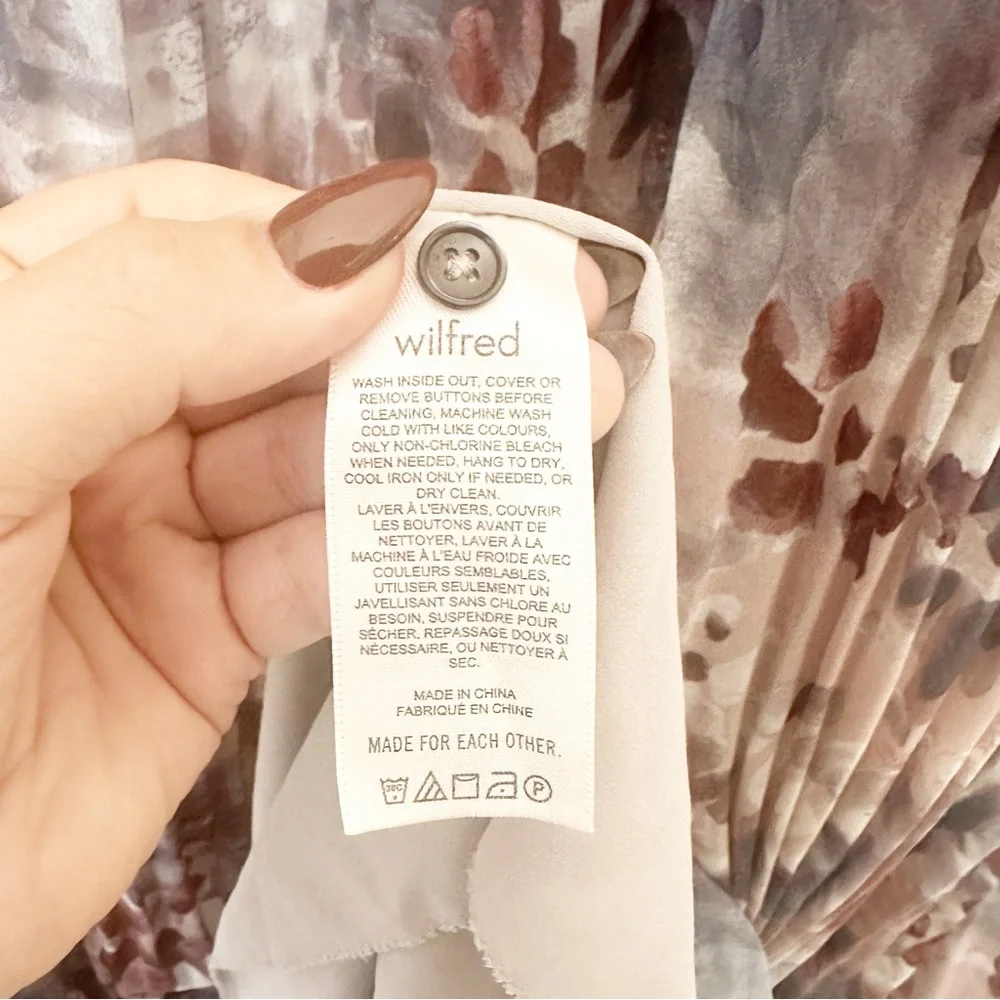 wilfred
WASH INSIDE OUT, COVER OR
REMOVE BUTTONS BEFORE
CLEANING, MACHINE WASH
COLD WITH LIKE COLOURS,
ONLY NON-CHLORINE BLEACH
WHEN NEEDED, HANG TO DRY,
COOL IRON ONLY IF NEEDED, OR
DRY CLEAN.
LAVER À L'ENVERS, COUVRIR
LES BOUTONS AVANT DE
NETTOYER, LAVER À LA
MACHINE À L'EAU FROIDE AVEC
COULEURS SEMBLABLES,
UTILISER SEULEMENT UN
JAVELLISANT SANS CHLORE AU
BESOIN, SUSPENDRE POUR
SÉCHER. REPASSAGE DOUX SI
NÉCESSAIRE, OU NETTOYER À
SEC.
MADE IN CHINA
FABRIQUÉ EN CHINE
MADE FOR EACH OTHER.
30C P